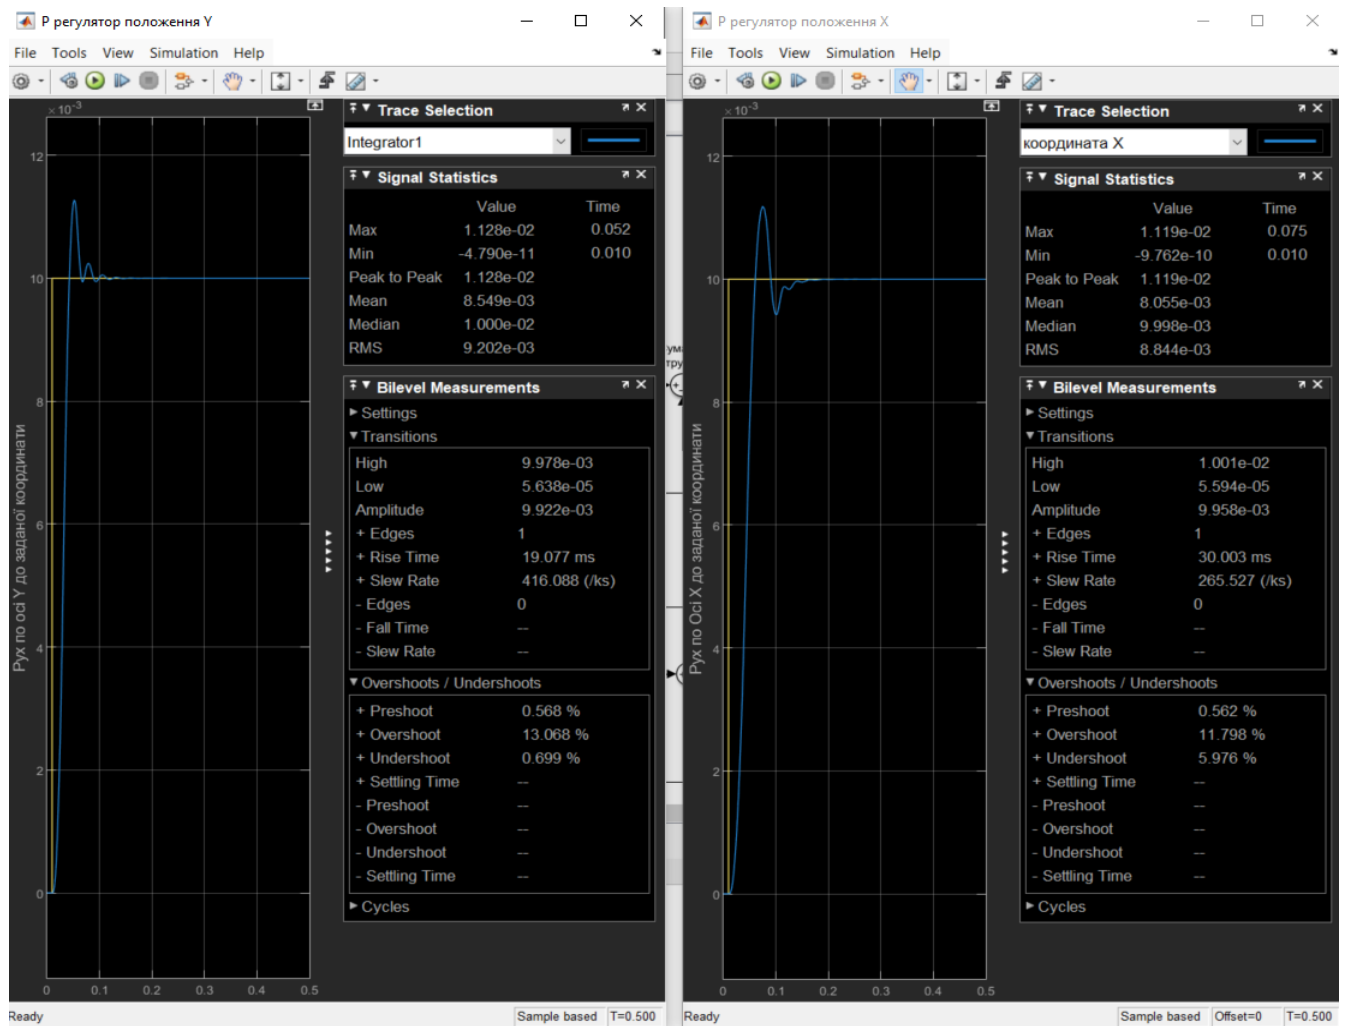 Р регулятор положення Y
File Tools View Simulation Help
×10⁻³
12
10
8
6
4
2
0
0 0.1 0.2 0.3 0.4 0.5
Рух по осі Y до заданої координати
Trace Selection
Integrator1
Signal Statistics
Value Time
Max 1.128e-02 0.052
Min -4.790e-11 0.010
Peak to Peak 1.128e-02
Mean 8.549e-03
Median 1.000e-02
RMS 9.202e-03
Bilevel Measurements
Settings
Transitions
High 9.978e-03
Low 5.638e-05
Amplitude 9.922e-03
+ Edges 1
+ Rise Time 19.077 ms
+ Slew Rate 416.088 (/ks)
- Edges 0
- Fall Time --
- Slew Rate --
Overshoots / Undershoots
+ Preshoot 0.568 %
+ Overshoot 13.068 %
+ Undershoot 0.699 %
+ Settling Time --
- Preshoot --
- Overshoot --
- Undershoot --
- Settling Time --
Cycles
Ready Sample based T=0.500
Р регулятор положення X
File Tools View Simulation Help
×10⁻³
12
10
8
6
4
2
0
0 0.1 0.2 0.3 0.4 0.5
Рух по Осі X до заданої координати
Trace Selection
координата X
Signal Statistics
Value Time
Max 1.119e-02 0.075
Min -9.762e-10 0.010
Peak to Peak 1.119e-02
Mean 8.055e-03
Median 9.998e-03
RMS 8.844e-03
Bilevel Measurements
Settings
Transitions
High 1.001e-02
Low 5.594e-05
Amplitude 9.958e-03
+ Edges 1
+ Rise Time 30.003 ms
+ Slew Rate 265.527 (/ks)
- Edges 0
- Fall Time --
- Slew Rate --
Overshoots / Undershoots
+ Preshoot 0.562 %
+ Overshoot 11.798 %
+ Undershoot 5.976 %
+ Settling Time --
- Preshoot --
- Overshoot --
- Undershoot --
- Settling Time --
Cycles
Ready Sample based Offset=0 T=0.500